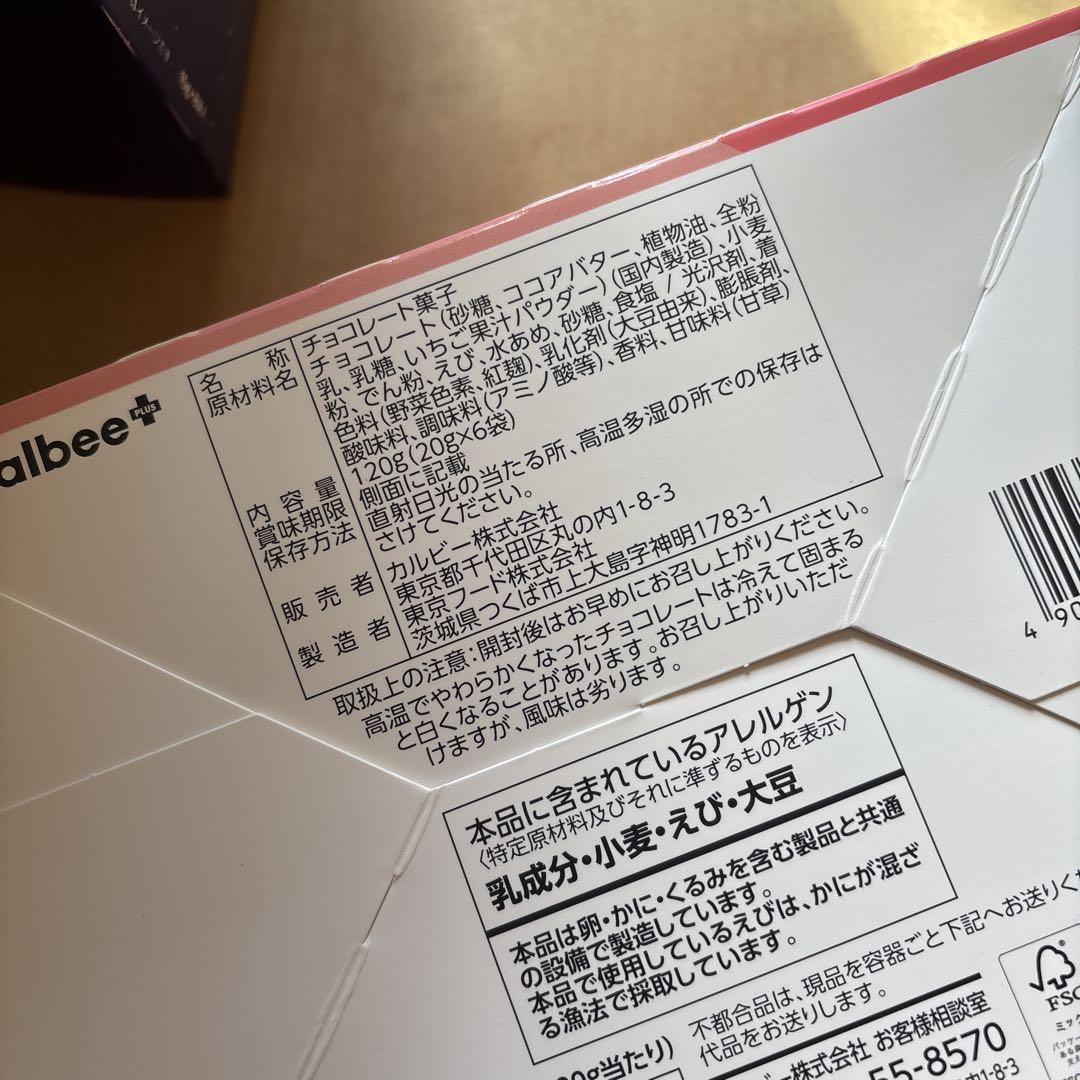 albee+
PLUS
名称 チョコレート菓子
原材料名 チョコレート(砂糖、ココアバター、植物油、全粉
乳、乳糖、いちご果汁パウダー)(国内製造)、小麦
粉、でん粉、えび、水あめ、砂糖、食塩 / 光沢剤、着
色料(野菜色素、紅麹)、乳化剤(大豆由来)、膨脹剤、
酸味料、調味料(アミノ酸等)、香料、甘味料(甘草)
内容量 120g(20g×6袋)
賞味期限 側面に記載
保存方法 直射日光の当たる所、高温多湿の所での保存は
さけてください。
販売者 カルビー株式会社
東京都千代田区丸の内1-8-3
製造者 東京フード株式会社
茨城県つくば市上大島字神明1783-1
取扱上の注意:開封後はお早めにお召し上がりください。
高温でやわらかくなったチョコレートは冷えて固まる
と白くなることがあります。お召し上がりいただ
けますが、風味は劣ります。
本品に含まれているアレルゲン
〈特定原材料及びそれに準ずるものを表示〉
乳成分・小麦・えび・大豆
本品は卵・かに・くるみを含む製品と共通
の設備で製造しています。
本品で使用しているえびは、かにが混ざ
る漁法で採取しています。
不都合品は、現品を容器ごと下記へお送りくだ
代品をお送りします。
ビー株式会社 お客様相談室
55-8570
内1-8-3
0g当たり)
4 90
FSC
ミック